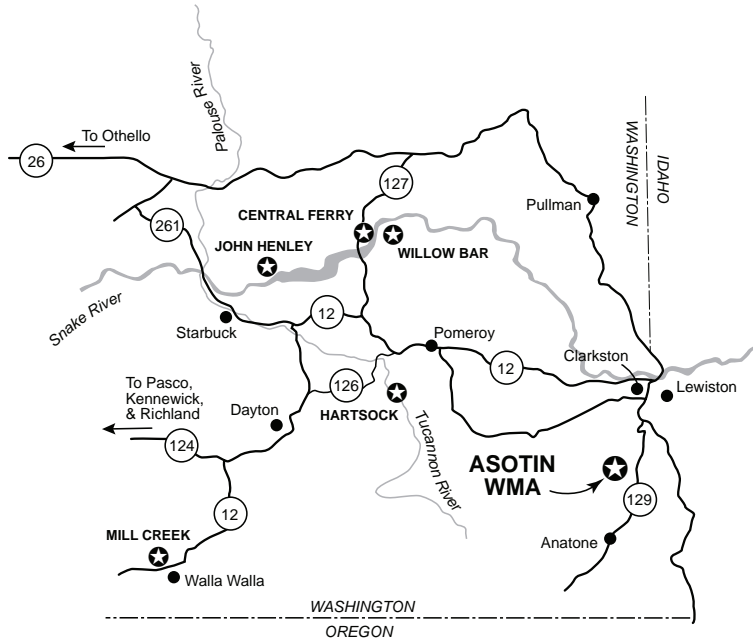 Palouse River
To Othello
26
WASHINGTON
IDAHO
127
Pullman
CENTRAL FERRY
261
JOHN HENLEY
WILLOW BAR
Snake River
Starbuck
12
Pomeroy
Clarkston
12
Lewiston
To Pasco,
Kennewick,
& Richland
126
HARTSOCK
Dayton
Tucannon River
124
ASOTIN
WMA
129
12
MILL CREEK
Anatone
Walla Walla
WASHINGTON
OREGON